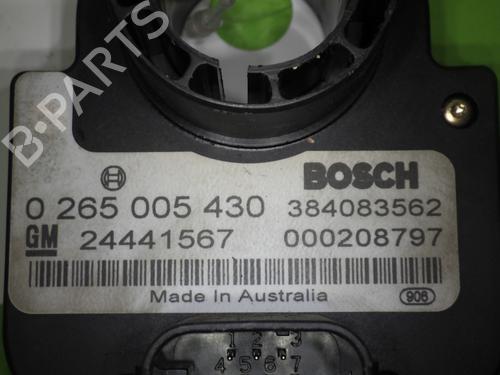 B·PARTS
BOSCH
0 265 005 430 384083562
GM 24441567 000208797
Made In Australia 906
1 2 3
4 5 6 7